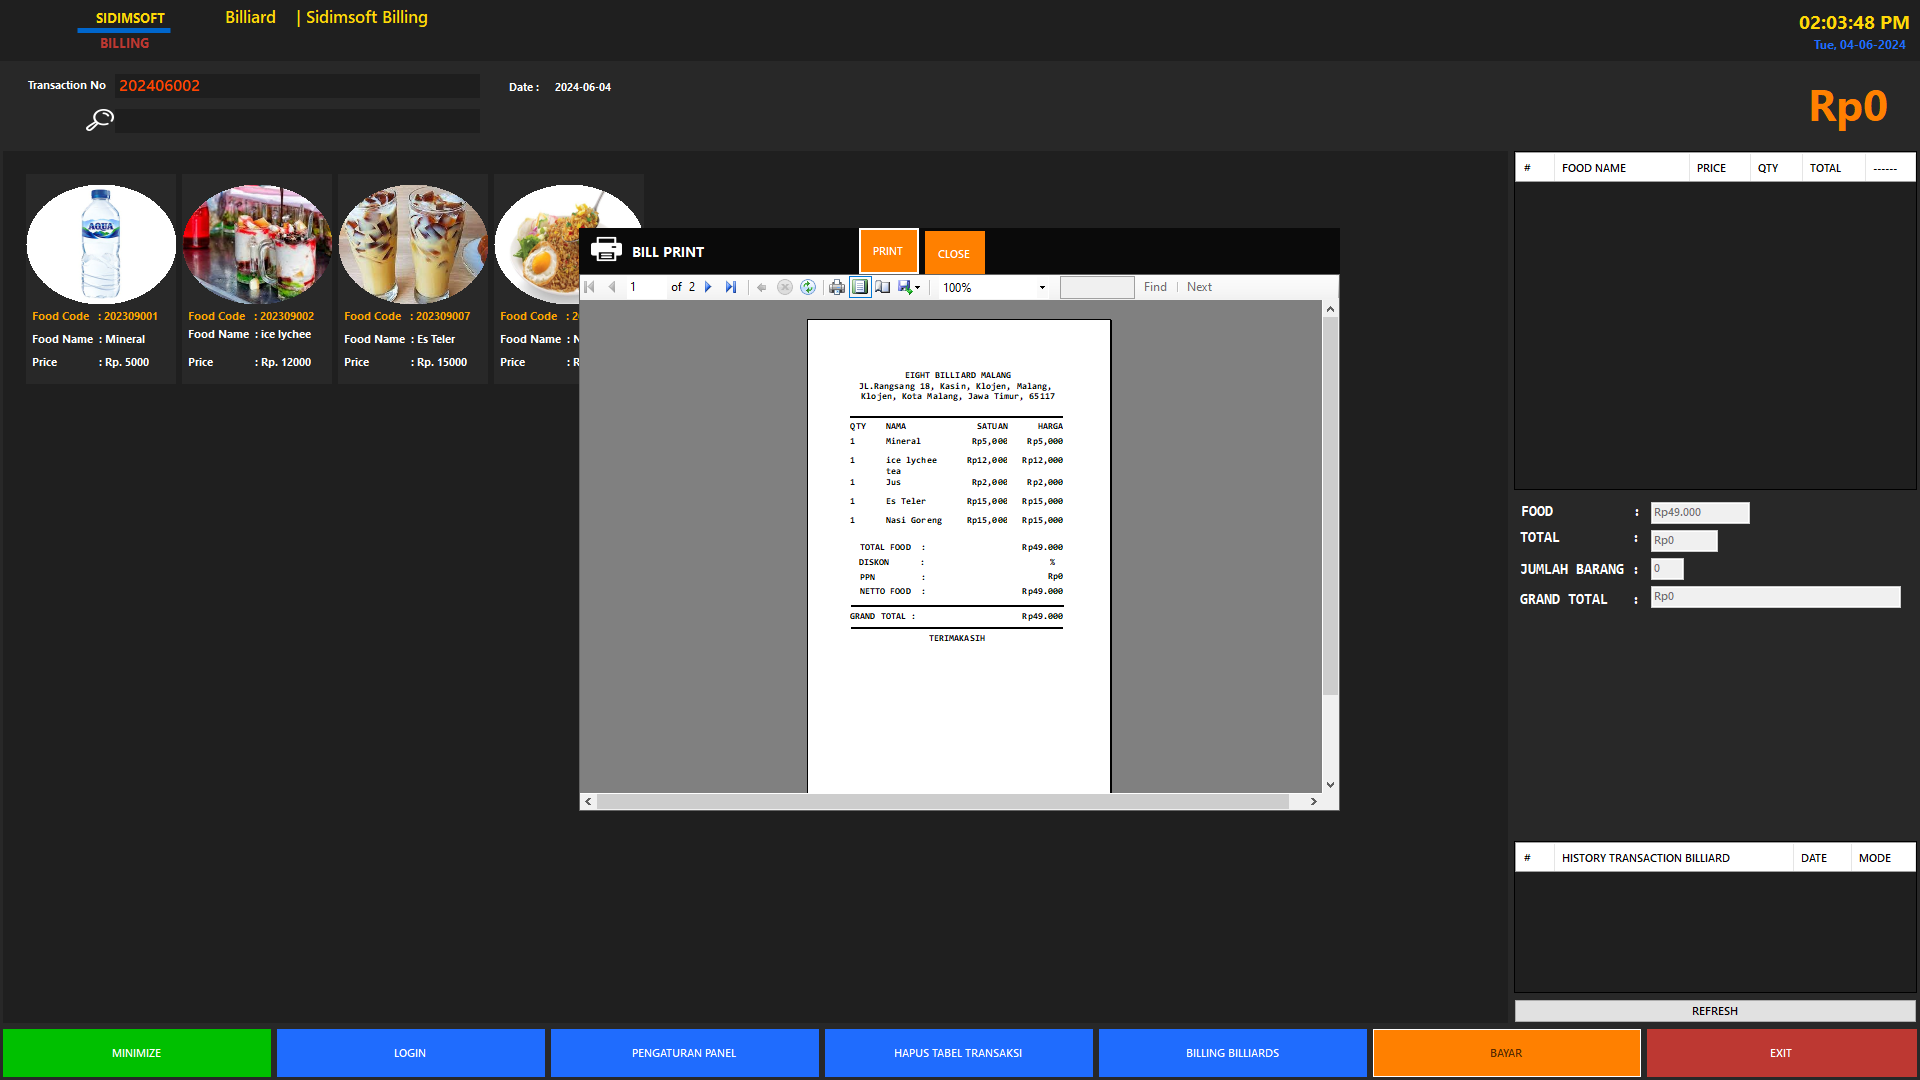 SIDIMSOFT
BILLING
Billiard | Sidimsoft Billing
02:03:48 PM
Tue, 04-06-2024
Transaction No 202406002
Date : 2024-06-04
Rp0
AQUA
Food Code : 202309001
Food Name : Mineral
Price : Rp. 5000
Food Code : 202309002
Food Name : ice lychee
Price : Rp. 12000
Food Code : 202309007
Food Name : Es Teler
Price : Rp. 15000
Food Code : 2
Food Name : N
Price : R
BILL PRINT
PRINT
CLOSE
1 of 2
100%
Find | Next
EIGHT BILLIARD MALANG
JL.Rangsang 18, Kasin, Klojen, Malang,
Klojen, Kota Malang, Jawa Timur, 65117
QTY NAMA SATUAN HARGA
1 Mineral Rp5,000 Rp5,000
1 ice lychee Rp12,000 Rp12,000
tea
1 Jus Rp2,000 Rp2,000
1 Es Teler Rp15,000 Rp15,000
1 Nasi Goreng Rp15,000 Rp15,000
TOTAL FOOD : Rp49.000
DISKON : %
PPN : Rp0
NETTO FOOD : Rp49.000
GRAND TOTAL : Rp49.000
TERIMAKASIH
# FOOD NAME PRICE QTY TOTAL ------
FOOD : Rp49.000
TOTAL : Rp0
JUMLAH BARANG : 0
GRAND TOTAL : Rp0
# HISTORY TRANSACTION BILLIARD DATE MODE
REFRESH
MINIMIZE
LOGIN
PENGATURAN PANEL
HAPUS TABEL TRANSAKSI
BILLING BILLIARDS
BAYAR
EXIT